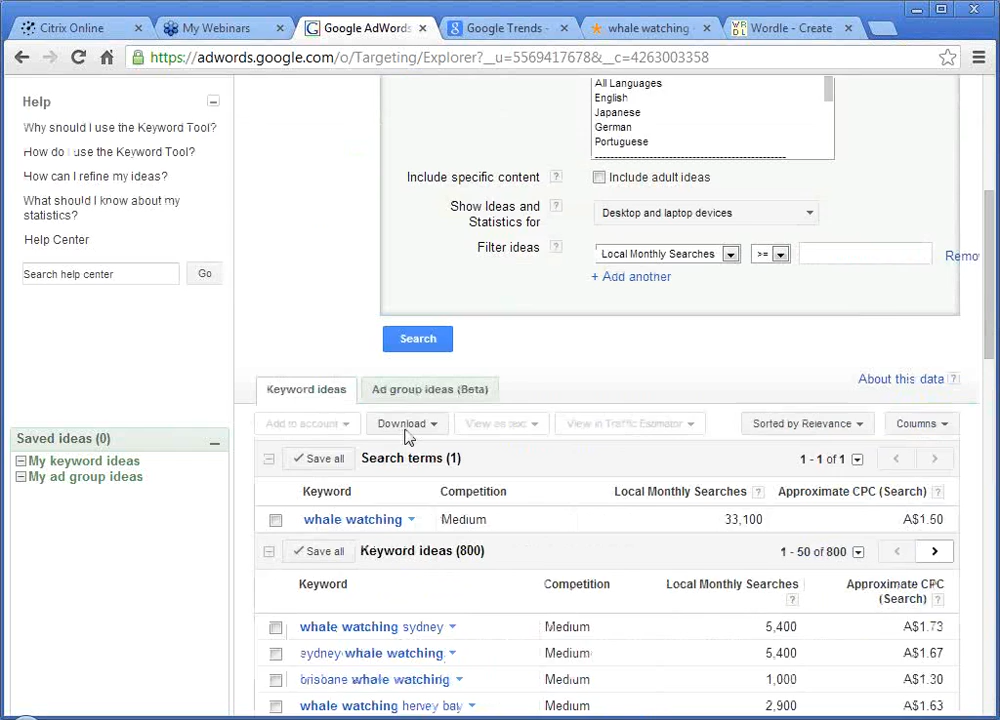 Citrix Online
My Webinars
Google AdWords
Google Trends -
whale watching
Wordle - Create
https://adwords.google.com/o/Targeting/Explorer?__u=5569417678&__c=4263003358
Help
Why should I use the Keyword Tool?
How do I use the Keyword Tool?
How can I refine my ideas?
What should I know about my
statistics?
Help Center
Search help center
Go
Saved ideas (0)
My keyword ideas
My ad group ideas
All Languages
English
Japanese
German
Portuguese
Include specific content ?
Include adult ideas
Show Ideas and
Statistics for
?
Desktop and laptop devices
Filter ideas ?
Local Monthly Searches
>=
Remo
+ Add another
Search
Keyword ideas
Ad group ideas (Beta)
About this data ?
Add to account
Download
View as text
View in Traffic Estimator
Sorted by Relevance
Columns
Save all
Search terms (1)
1 - 1 of 1
Keyword Competition Local Monthly Searches ? Approximate CPC (Search) ?
whale watching Medium 33,100 A$1.50
Save all
Keyword ideas (800)
1 - 50 of 800
Keyword Competition Local Monthly Searches ? Approximate CPC
(Search) ?
whale watching sydney Medium 5,400 A$1.73
sydney whale watching Medium 5,400 A$1.67
brisbane whale watching Medium 1,000 A$1.30
whale watching hervey bay Medium 2,900 A$1.63